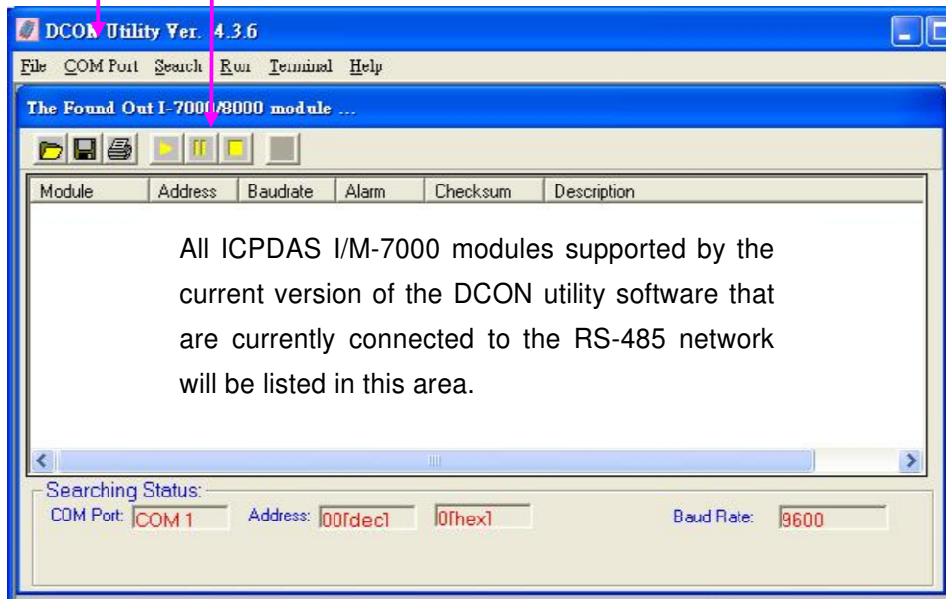 DCON Utility Ver. 4.3.6
File COM Port Search Run Terminal Help
The Found Out I-7000/8000 module ...
Module Address Baudrate Alarm Checksum Description
All ICPDAS I/M-7000 modules supported by the
current version of the DCON utility software that
are currently connected to the RS-485 network
will be listed in this area.
Searching Status:
COM Port: COM 1 Address: 00[dec] 0[hex] Baud Rate: 9600